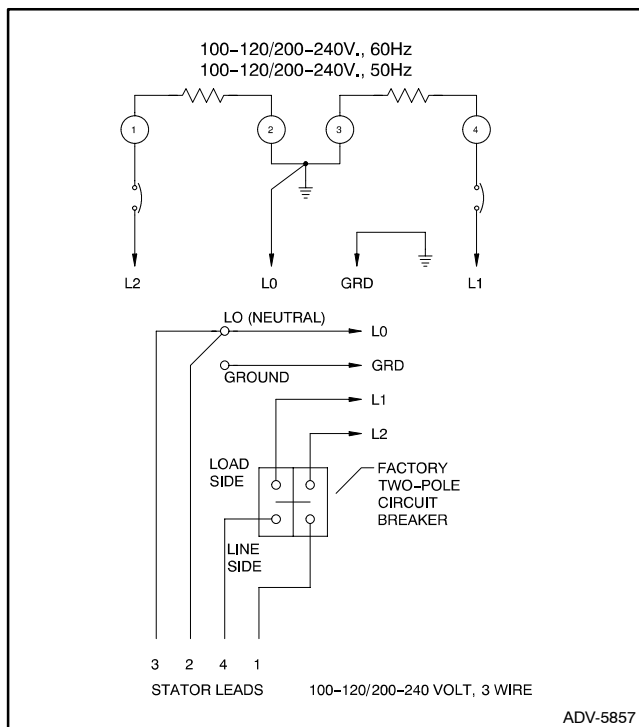 100-120/200-240V., 60Hz
100-120/200-240V., 50Hz
1 2 3 4
L2 L0 GRD L1
LO (NEUTRAL)
L0
GRD
GROUND
L1
L2
LOAD
SIDE
FACTORY
TWO-POLE
CIRCUIT
BREAKER
LINE
SIDE
3 2 4 1
STATOR LEADS 100-120/200-240 VOLT, 3 WIRE
ADV-5857